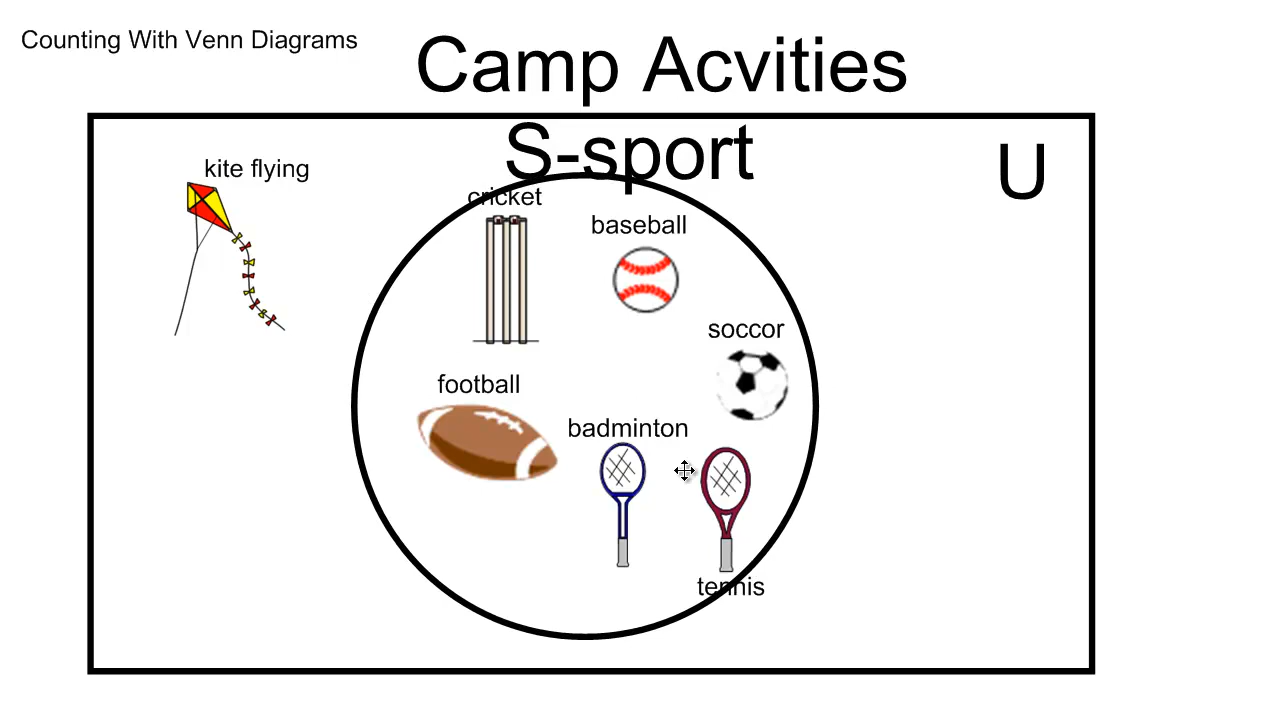 Counting With Venn Diagrams
Camp Acvities
S-sport
U
kite flying
cricket
baseball
soccor
football
badminton
tennis